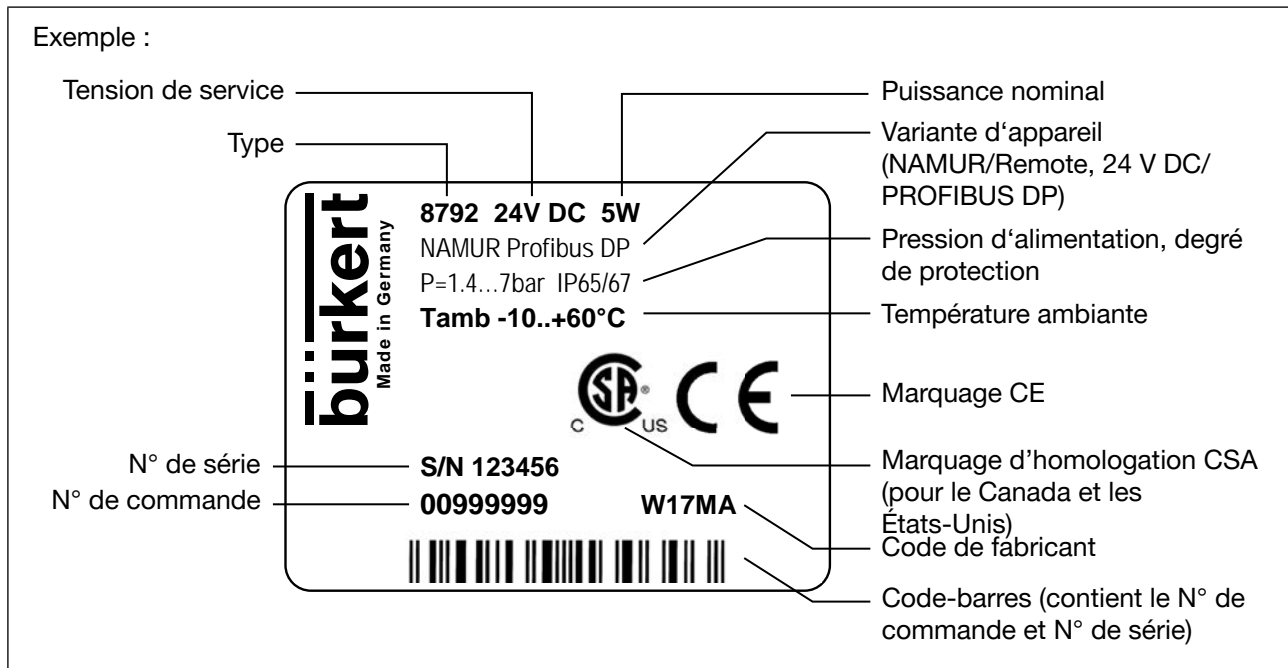 Exemple :
Tension de service
Type
Puissance nominal
Variante d‘appareil
(NAMUR/Remote, 24 V DC/
PROFIBUS DP)
Pression d‘alimentation, degré
de protection
Température ambiante
Marquage CE
Marquage d’homologation CSA
(pour le Canada et les
États-Unis)
Code de fabricant
Code-barres (contient le N° de
commande et N° de série)
N° de série
N° de commande
bürkert
Made in Germany
8792 24V DC 5W
NAMUR Profibus DP
P=1.4...7bar IP65/67
Tamb -10..+60°C
C SA ® US CE
S/N 123456
00999999 W17MA